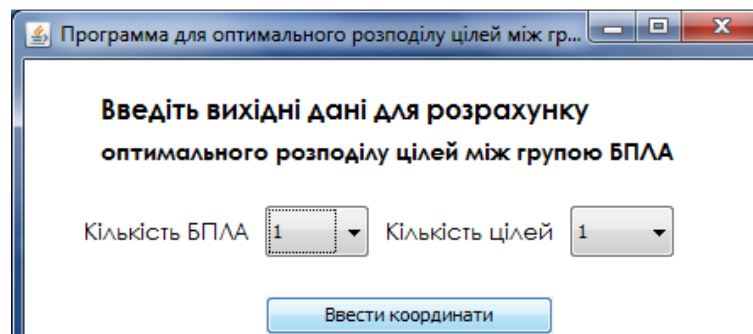 Программа для оптимального розподілу цілей між гр...
Введіть вихідні дані для розрахунку
оптимального розподілу цілей між групою БПЛА
Кількість БПЛА 1 Кількість цілей 1
Ввести координати